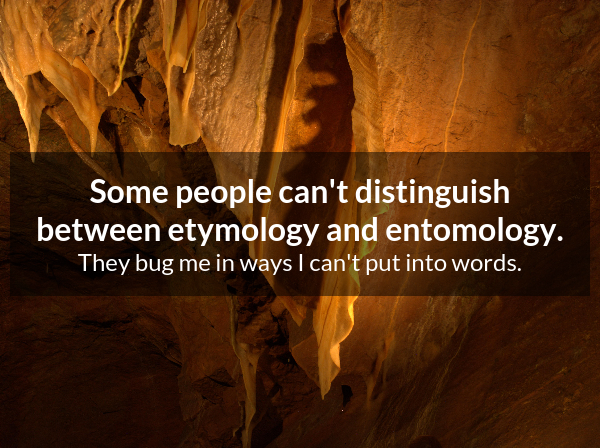 Some people can't distinguish
between etymology and entomology.
They bug me in ways I can't put into words.